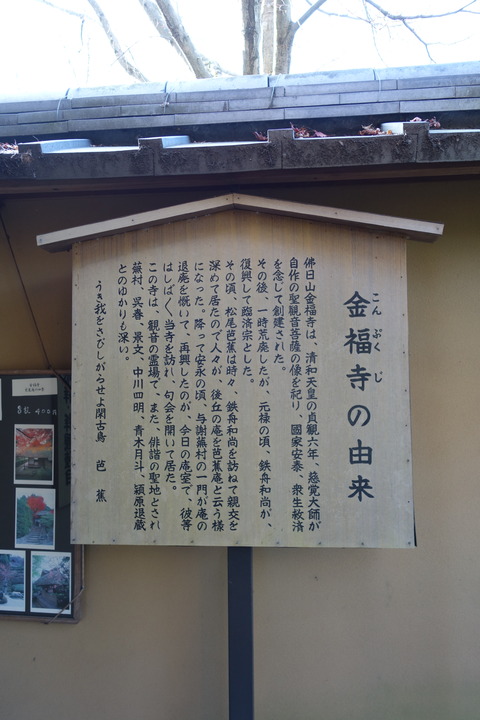 こんぷくじ
金福寺の由来
佛日山金福寺は、清和天皇の貞観六年、慈覚大師が
自作の聖観音菩薩の像を祀り、國家安泰、衆生救済
を念じて創建された。
その後、一時荒廃したが、元禄の頃、鉄舟和尚が、
復興して臨済宗とした。
その頃、松尾芭蕉は時々、鉄舟和尚を訪ねて親交を
深めて居たので人々が、後丘の庵を芭蕉庵と云う様
になった。降って安永の頃、与謝蕪村の一門が庵の
退廃を慨いて、再興したのが、今日の庵室で、彼等
はしばしば、当寺を訪れ、句会を開いて居た。
この寺は、観音の霊場で、また、俳諧の聖地とされ
蕪村、呉春、景文、中川四明、青木月斗、頴原退蔵
とのゆかりも深い。
うき我をさびしがらせよ閑古鳥　芭蕉